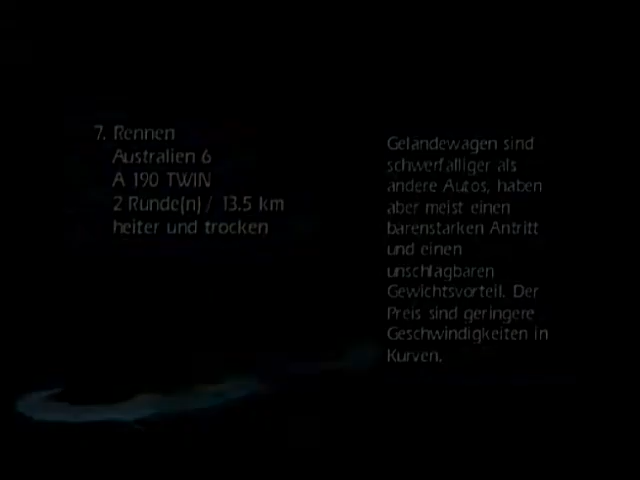 7. Rennen
Australien 6
A 190 TWIN
2 Runde(n) / 13.5 km
heiter und trocken
Geländewagen sind
schwerfälliger als
andere Autos, haben
aber meist einen
bärenstarken Antritt
und einen
unschlagbaren
Gewichtsvorteil. Der
Preis sind geringere
Geschwindigkeiten in
Kurven.